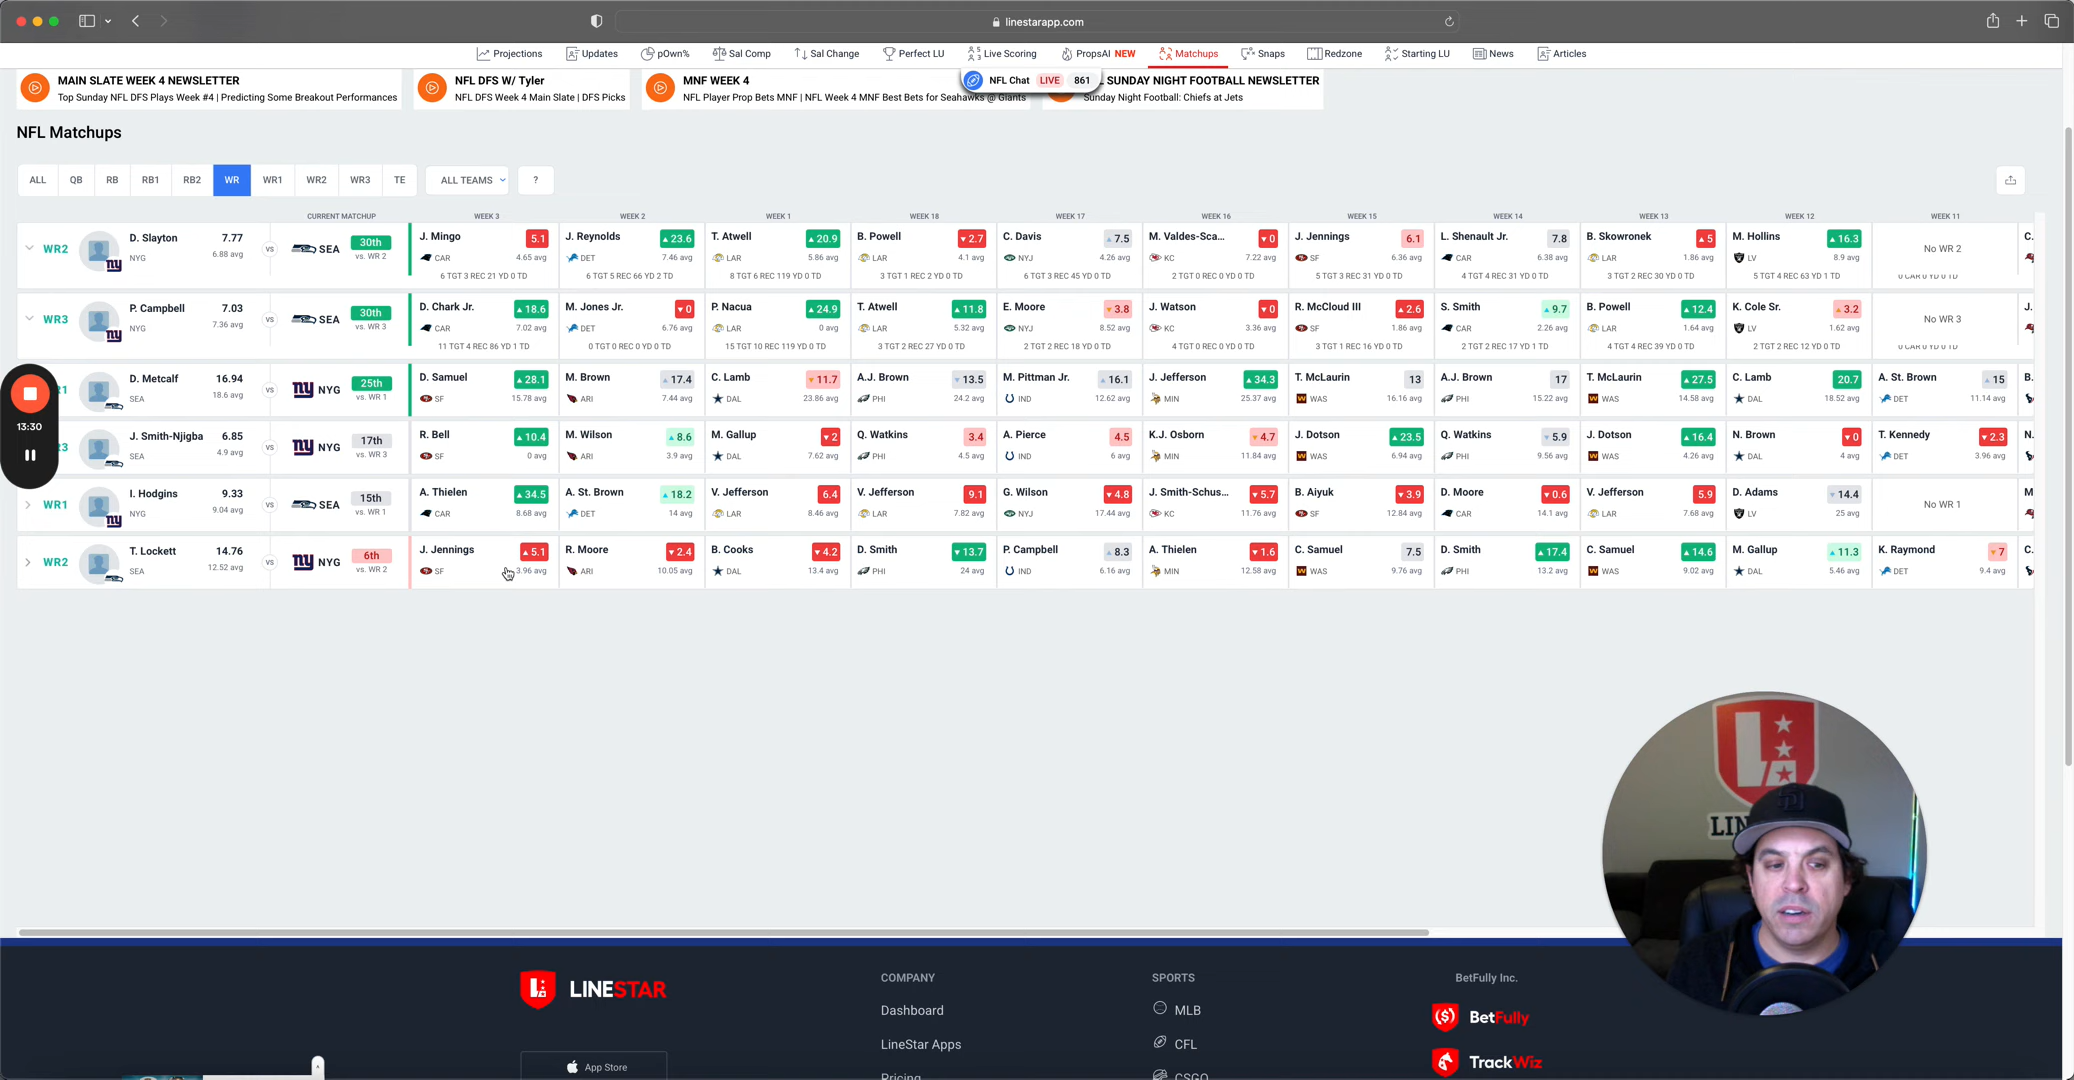 linestarapp.com
Projections Updates pOwn% Sal Comp Sal Change Perfect LU Live Scoring PropsAI NEW Matchups Snaps Redzone Starting LU News Articles
MAIN SLATE WEEK 4 NEWSLETTER
Top Sunday NFL DFS Plays Week #4 | Predicting Some Breakout Performances
NFL DFS W/ Tyler
NFL DFS Week 4 Main Slate | DFS Picks
MNF WEEK 4
NFL Player Prop Bets MNF | NFL Week 4 MNF Best Bets for Seahawks @ Giants
NFL Chat LIVE 861
SUNDAY NIGHT FOOTBALL NEWSLETTER
Sunday Night Football: Chiefs at Jets
NFL Matchups
ALL QB RB RB1 RB2 WR WR1 WR2 WR3 TE ALL TEAMS ?
CURRENT MATCHUP WEEK 3 WEEK 2 WEEK 1 WEEK 18 WEEK 17 WEEK 16 WEEK 15 WEEK 14 WEEK 13 WEEK 12 WEEK 11
D. Slayton 7.77 J. Mingo 5.1 J. Reynolds 23.6 T. Atwell 20.9 B. Powell 2.7 C. Davis 7.5 M. Valdes-Sca... 0 J. Jennings 6.1 L. Shenault Jr. 7.8 B. Skowronek 5 M. Hollins 16.3 C.
WR2 vs SEA 30th No WR 2
NYG 6.88 avg vs. WR 2 CAR 4.65 avg DET 7.46 avg LAR 5.86 avg LAR 4.1 avg NYJ 4.26 avg KC 7.22 avg SF 6.36 avg CAR 6.38 avg LAR 1.86 avg LV 8.9 avg
6 TGT 3 REC 21 YD 0 TD 6 TGT 5 REC 66 YD 2 TD 8 TGT 6 REC 119 YD 0 TD 3 TGT 1 REC 2 YD 0 TD 6 TGT 3 REC 45 YD 0 TD 2 TGT 0 REC 0 YD 0 TD 5 TGT 3 REC 31 YD 0 TD 4 TGT 4 REC 31 YD 0 TD 3 TGT 2 REC 30 YD 0 TD 5 TGT 4 REC 63 YD 1 TD 0 CAR 0 YD 0 TD
P. Campbell 7.03 D. Chark Jr. 18.6 M. Jones Jr. 0 P. Nacua 24.9 T. Atwell 11.8 E. Moore 3.8 J. Watson 0 R. McCloud III 2.6 S. Smith 9.7 B. Powell 12.4 K. Cole Sr. 3.2 J.
WR3 vs SEA 30th No WR 3
NYG 7.36 avg vs. WR 3 CAR 7.02 avg DET 6.76 avg LAR 0 avg LAR 5.32 avg NYJ 8.52 avg KC 3.36 avg SF 1.86 avg CAR 2.26 avg LAR 1.64 avg LV 1.62 avg
11 TGT 4 REC 86 YD 1 TD 0 TGT 0 REC 0 YD 0 TD 15 TGT 10 REC 119 YD 0 TD 3 TGT 2 REC 27 YD 0 TD 2 TGT 2 REC 18 YD 0 TD 4 TGT 0 REC 0 YD 0 TD 3 TGT 1 REC 16 YD 0 TD 2 TGT 2 REC 17 YD 1 TD 4 TGT 4 REC 39 YD 0 TD 2 TGT 2 REC 12 YD 0 TD 0 CAR 0 YD 0 TD
D. Metcalf 16.94 D. Samuel 28.1 M. Brown 17.4 C. Lamb 11.7 A.J. Brown 13.5 M. Pittman Jr. 16.1 J. Jefferson 34.3 T. McLaurin 13 A.J. Brown 17 T. McLaurin 27.5 C. Lamb 20.7 A. St. Brown 15 B.
R1 vs NYG 25th
SEA 18.6 avg vs. WR 1 SF 15.78 avg ARI 7.44 avg DAL 23.86 avg PHI 24.2 avg IND 12.62 avg MIN 25.37 avg WAS 16.16 avg PHI 15.22 avg WAS 14.58 avg DAL 18.52 avg DET 11.14 avg
13:30
J. Smith-Njigba 6.85 R. Bell 10.4 M. Wilson 8.6 M. Gallup 2 Q. Watkins 3.4 A. Pierce 4.5 K.J. Osborn 4.7 J. Dotson 23.5 Q. Watkins 5.9 J. Dotson 16.4 N. Brown 0 T. Kennedy 2.3 N.
3 vs NYG 17th
SEA 4.9 avg vs. WR 3 SF 0 avg ARI 3.9 avg DAL 7.62 avg PHI 4.5 avg IND 6 avg MIN 11.84 avg WAS 6.94 avg PHI 9.56 avg WAS 4.26 avg DAL 4 avg DET 3.96 avg
I. Hodgins 9.33 A. Thielen 34.5 A. St. Brown 18.2 V. Jefferson 6.4 V. Jefferson 9.1 G. Wilson 4.8 J. Smith-Schus... 5.7 B. Aiyuk 3.9 D. Moore 0.6 V. Jefferson 5.9 D. Adams 14.4 M
WR1 vs SEA 15th No WR 1
NYG 9.04 avg vs. WR 1 CAR 8.68 avg DET 14 avg LAR 8.46 avg LAR 7.82 avg NYJ 17.44 avg KC 11.76 avg SF 12.84 avg CAR 14.1 avg LAR 7.68 avg LV 25 avg
T. Lockett 14.76 J. Jennings 5.1 R. Moore 2.4 B. Cooks 4.2 D. Smith 13.7 P. Campbell 8.3 A. Thielen 1.6 C. Samuel 7.5 D. Smith 17.4 C. Samuel 14.6 M. Gallup 11.3 K. Raymond 7 C.
WR2 vs NYG 6th
SEA 12.52 avg vs. WR 2 SF 3.96 avg ARI 10.05 avg DAL 13.4 avg PHI 24 avg IND 6.16 avg MIN 12.58 avg WAS 9.76 avg PHI 13.2 avg WAS 9.02 avg DAL 5.46 avg DET 9.4 avg
LIN
LINESTAR
App Store
COMPANY
Dashboard
LineStar Apps
Pricing
SPORTS
MLB
CFL
CSGO
BetFully Inc.
BetFully
TrackWiz